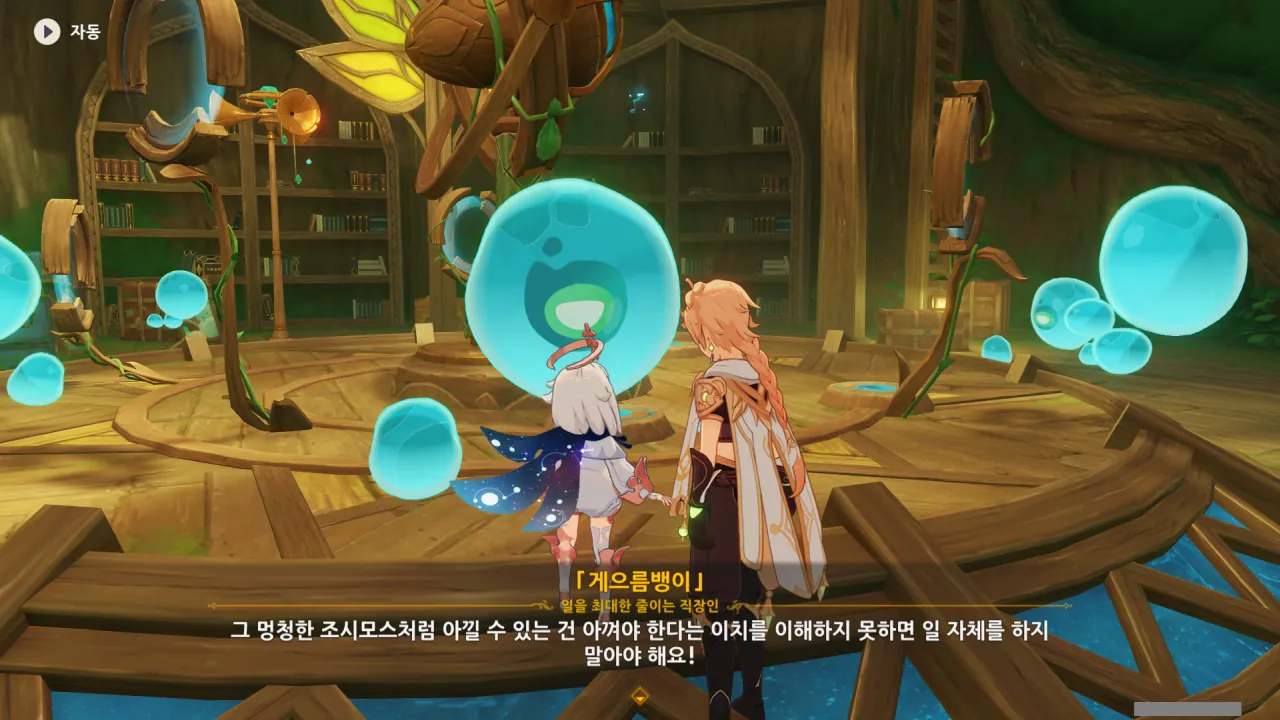 자동
「게으름뱅이」
일을 최대한 줄이는 직장인
그 멍청한 조시모스처럼 아낄 수 있는 건 아껴야 한다는 이치를 이해하지 못하면 일 자체를 하지
말아야 해요!